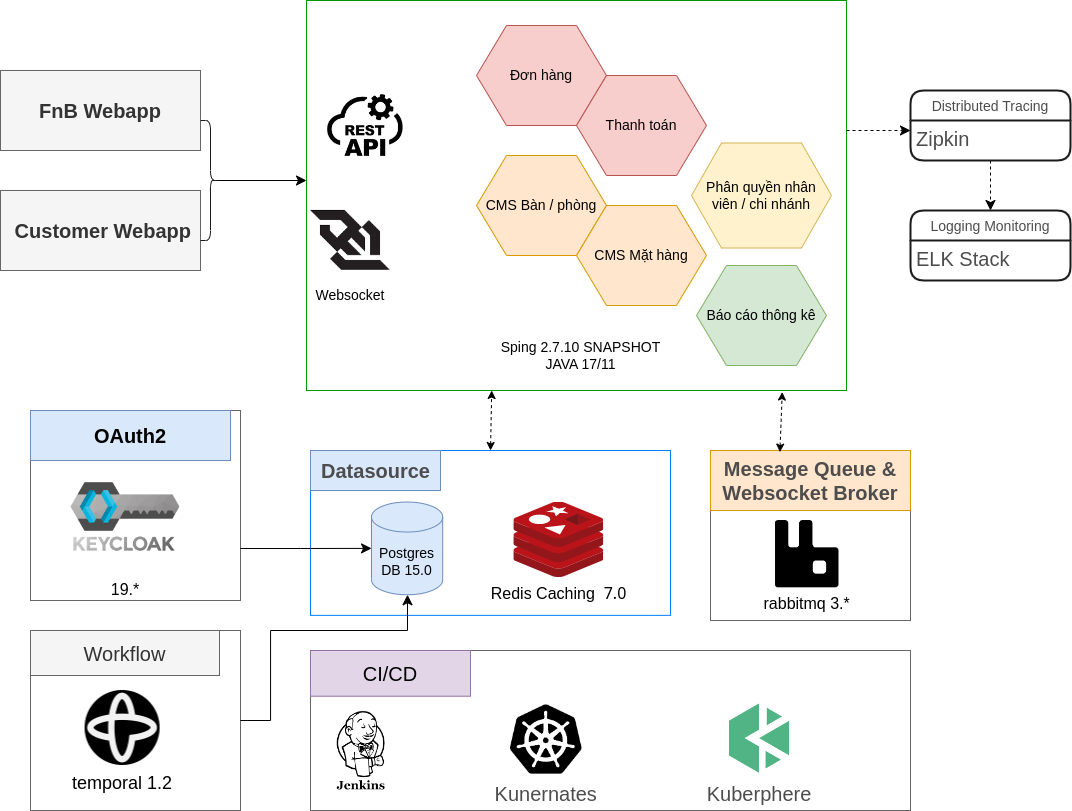 FnB Webapp
Customer Webapp
REST
API
Websocket
Đơn hàng
Thanh toán
CMS Bàn / phòng
Phân quyền nhân
viên / chi nhánh
CMS Mặt hàng
Báo cáo thông kê
Sping 2.7.10 SNAPSHOT
JAVA 17/11
Distributed Tracing
Zipkin
Logging Monitoring
ELK Stack
OAuth2
KEYCLOAK
19.*
Datasource
Postgres
DB 15.0
Redis Caching  7.0
Message Queue &
Websocket Broker
rabbitmq 3.*
Workflow
temporal 1.2
CI/CD
Jenkins
Kunernates
Kuberphere